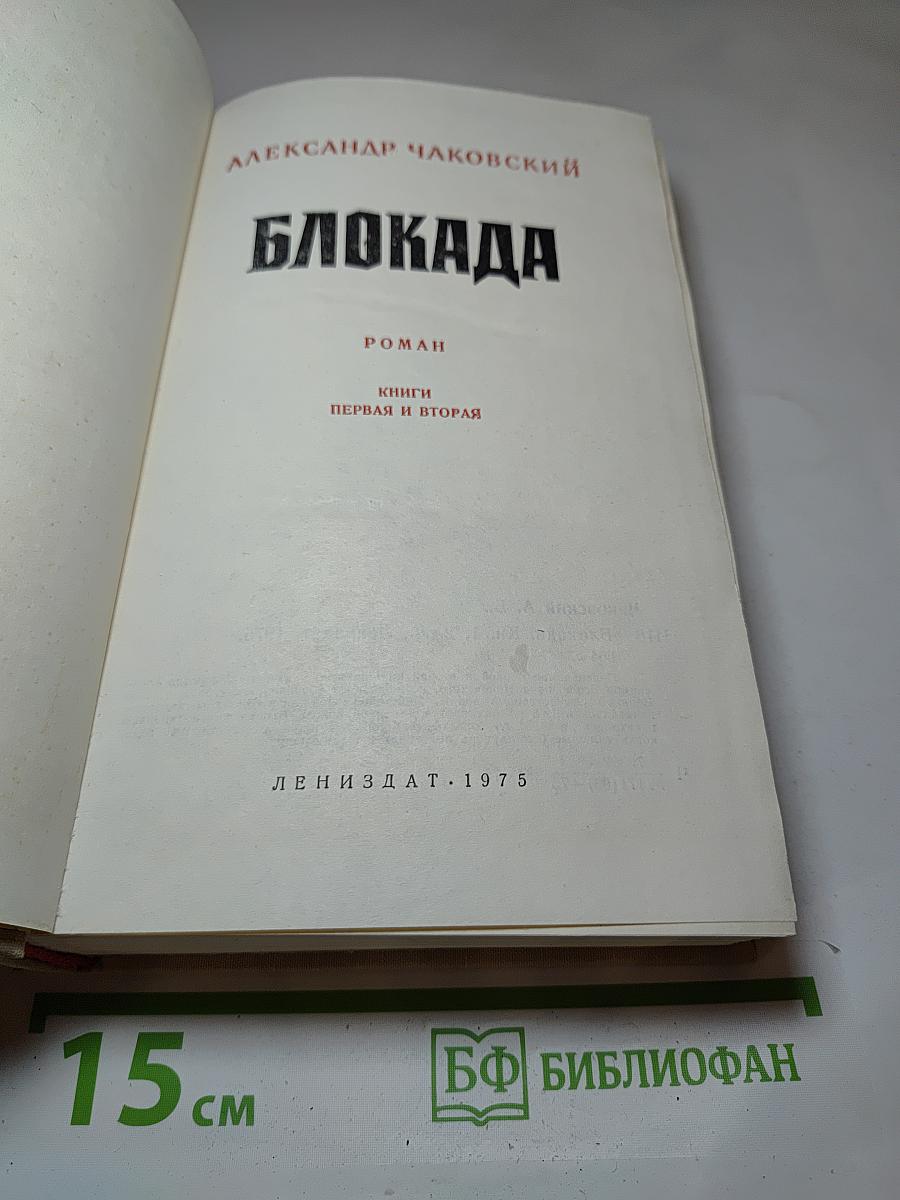 АЛЕКСАНДР ЧАКОВСКИЙ
БЛОКАДА
РОМАН
КНИГИ
ПЕРВАЯ И ВТОРАЯ
ЛЕНИЗДАТ · 1975
15 см
БФ БИБЛИОФАН